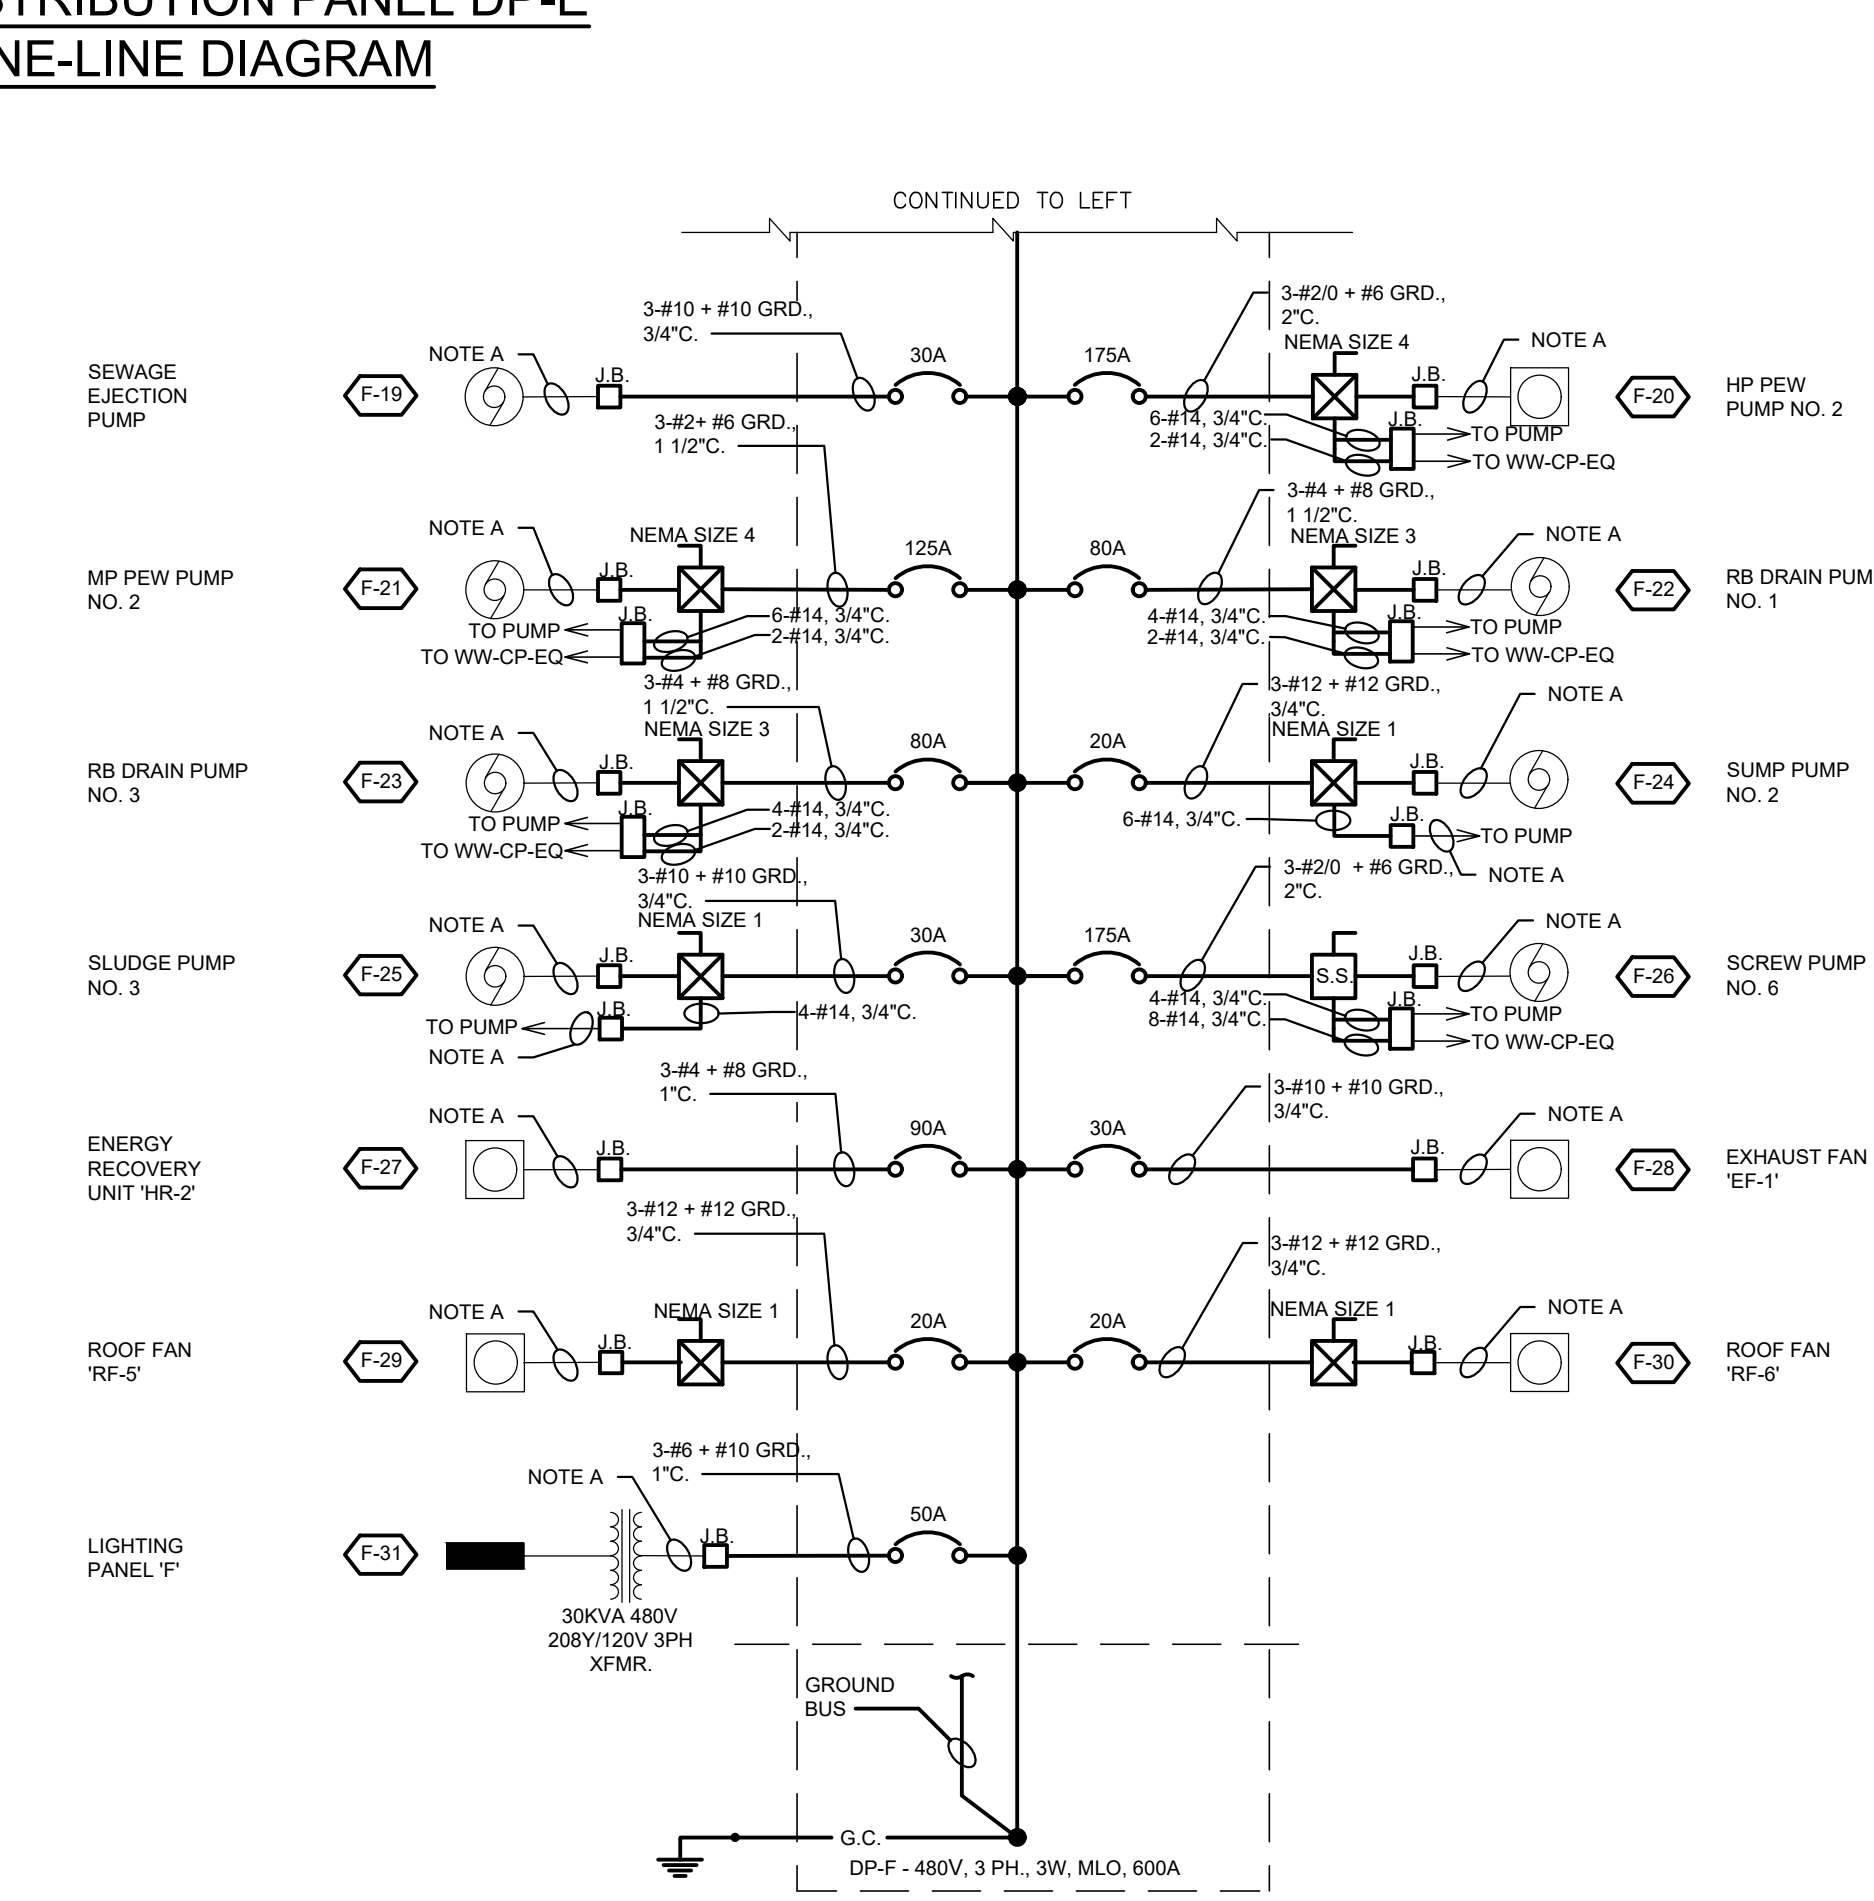 STRIBUTION PANEL DP-E
NE-LINE DIAGRAM
CONTINUED TO LEFT
SEWAGE
EJECTION
PUMP
F-19
NOTE A
J.B.
3-#10 + #10 GRD.,
3/4"C.
30A
175A
3-#2/0 + #6 GRD.,
2"C.
NEMA SIZE 4
J.B.
NOTE A
F-20
HP PEW
PUMP NO. 2
6-#14, 3/4"C.
2-#14, 3/4"C.
J.B.
TO PUMP
TO WW-CP-EQ
MP PEW PUMP
NO. 2
F-21
NOTE A
J.B.
NEMA SIZE 4
3-#2+ #6 GRD.,
1 1/2"C.
125A
J.B.
TO PUMP
TO WW-CP-EQ
6-#14, 3/4"C.
2-#14, 3/4"C.
80A
3-#4 + #8 GRD.,
1 1/2"C.
NEMA SIZE 3
J.B.
NOTE A
F-22
RB DRAIN PUM
NO. 1
4-#14, 3/4"C.
2-#14, 3/4"C.
J.B.
TO PUMP
TO WW-CP-EQ
RB DRAIN PUMP
NO. 3
F-23
NOTE A
J.B.
3-#4 + #8 GRD.,
1 1/2"C.
NEMA SIZE 3
80A
J.B.
TO PUMP
TO WW-CP-EQ
4-#14, 3/4"C.
2-#14, 3/4"C.
20A
3-#12 + #12 GRD.,
3/4"C.
NEMA SIZE 1
J.B.
NOTE A
F-24
SUMP PUMP
NO. 2
6-#14, 3/4"C.
J.B.
TO PUMP
NOTE A
SLUDGE PUMP
NO. 3
F-25
NOTE A
J.B.
3-#10 + #10 GRD.,
3/4"C.
NEMA SIZE 1
30A
J.B.
TO PUMP
NOTE A
4-#14, 3/4"C.
175A
3-#2/0 + #6 GRD.,
2"C.
S.S.
J.B.
NOTE A
F-26
SCREW PUMP
NO. 6
4-#14, 3/4"C.
8-#14, 3/4"C.
J.B.
TO PUMP
TO WW-CP-EQ
ENERGY
RECOVERY
UNIT 'HR-2'
F-27
NOTE A
J.B.
3-#4 + #8 GRD.,
1"C.
90A
30A
3-#10 + #10 GRD.,
3/4"C.
J.B.
NOTE A
F-28
EXHAUST FAN
'EF-1'
ROOF FAN
'RF-5'
F-29
NOTE A
J.B.
NEMA SIZE 1
3-#12 + #12 GRD.,
3/4"C.
20A
20A
3-#12 + #12 GRD.,
3/4"C.
NEMA SIZE 1
J.B.
NOTE A
F-30
ROOF FAN
'RF-6'
LIGHTING
PANEL 'F'
F-31
NOTE A
J.B.
3-#6 + #10 GRD.,
1"C.
50A
30KVA 480V
208Y/120V 3PH
XFMR.
GROUND
BUS
G.C.
DP-F - 480V, 3 PH., 3W, MLO, 600A